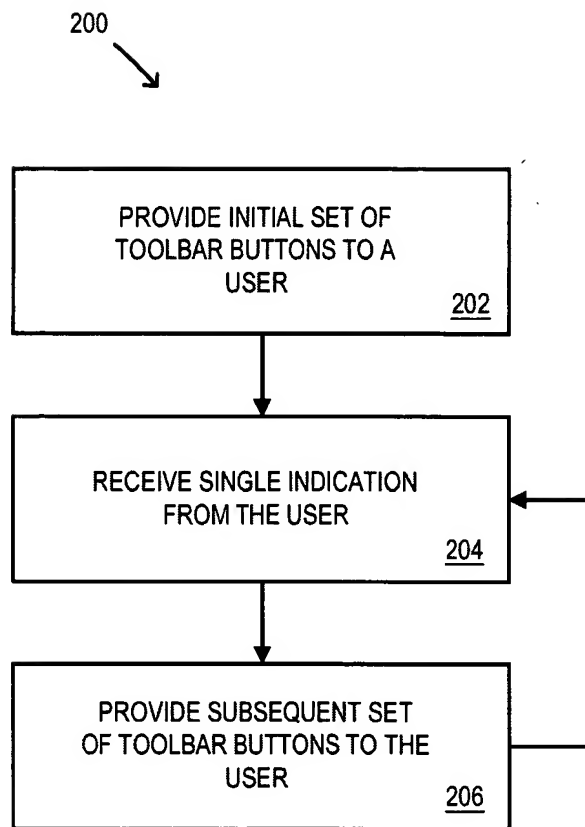 200
PROVIDE INITIAL SET OF
TOOLBAR BUTTONS TO A
USER
202
RECEIVE SINGLE INDICATION
FROM THE USER
204
PROVIDE SUBSEQUENT SET
OF TOOLBAR BUTTONS TO THE
USER
206